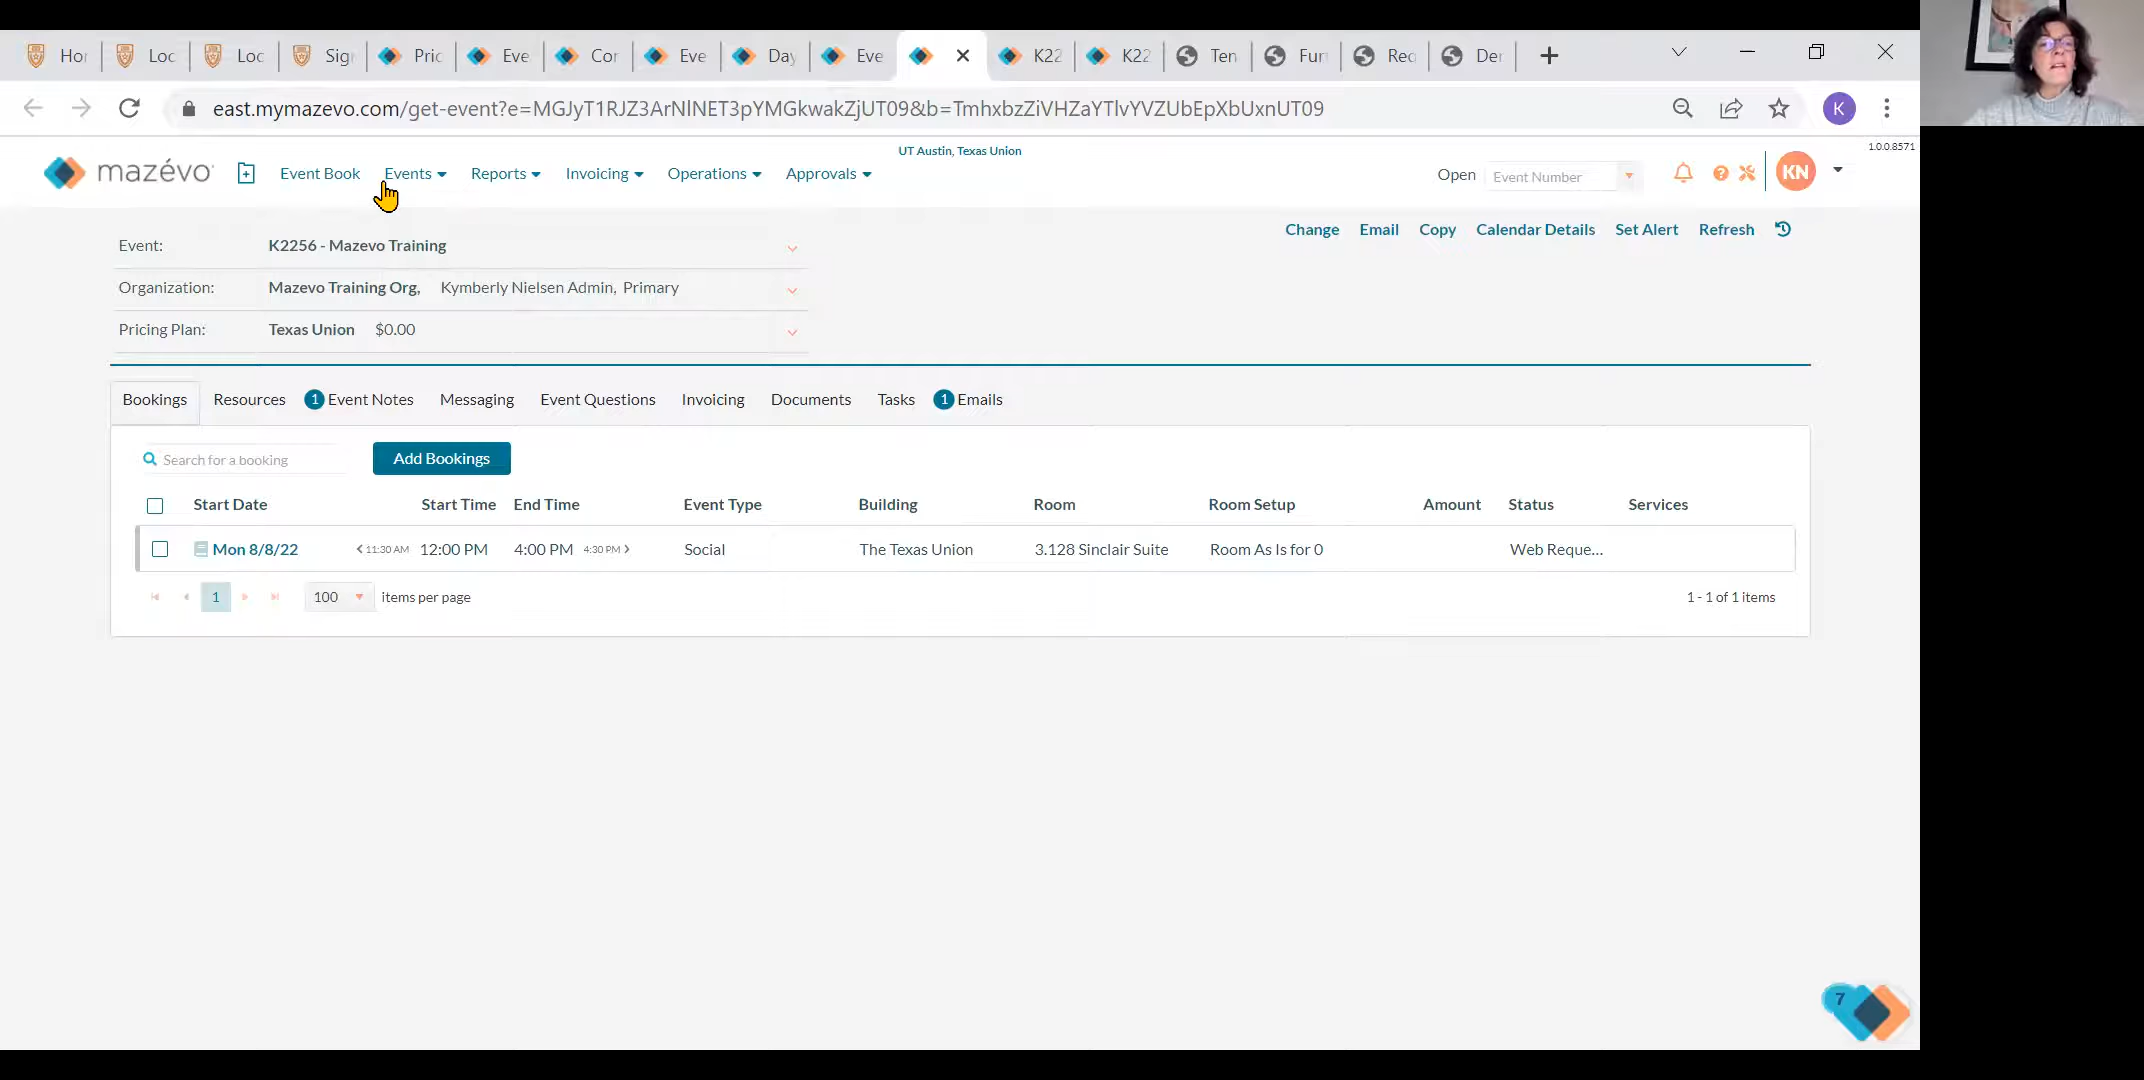 Hor Loc Loc Sig Pric Eve Cor Eve Day Eve K22 K22 Ten Fur Req Der
east.mymazevo.com/get-event?e=MGJyT1RJZ3ArNlNET3pYMGkwakZjUT09&b=TmhxbzZiVHZaYTlvYVZUbEpXbUxnUT09
K
UT Austin, Texas Union
1.0.0.8571
mazévo Event Book Events Reports Invoicing Operations Approvals Open Event Number KN
Change Email Copy Calendar Details Set Alert Refresh
Event: K2256 - Mazevo Training
Organization: Mazevo Training Org, Kymberly Nielsen Admin, Primary
Pricing Plan: Texas Union $0.00
Bookings Resources 1 Event Notes Messaging Event Questions Invoicing Documents Tasks 1 Emails
Search for a booking Add Bookings
Start Date Start Time End Time Event Type Building Room Room Setup Amount Status Services
Mon 8/8/22 11:30 AM 12:00 PM 4:00 PM 4:30 PM Social The Texas Union 3.128 Sinclair Suite Room As Is for 0 Web Reque...
1 100 items per page 1 - 1 of 1 items
7